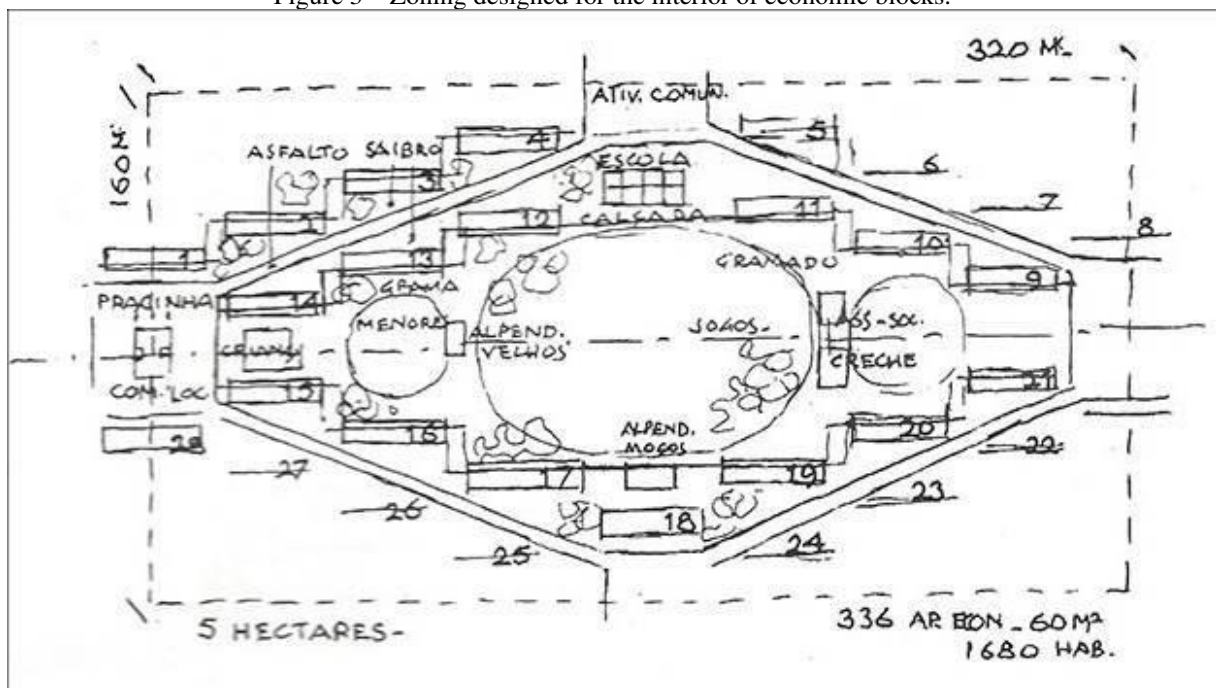 Figure 3 – Zoning designed for the interior of economic blocks.
320 M.
160 M.
ATIV. COMUN.
4
5
ASFALTO SAIBRO
ESCOLA
3
6
2
12
CALÇADA
11
7
1
13
GRAMADO
10
8
GRAMA
9
PRACINHA
14
MENORES
ALPEND.
VELHOS
JOGOS-
ASS-SOC.
CRIANÇ
CRECHE
COM. LOC
15
21
28
16
ALPEND.
MOÇOS
20
22
27
17
19
26
18
23
25
24
5 HECTARES-
336 AP. ECON - 60 M²
1680 HAB.